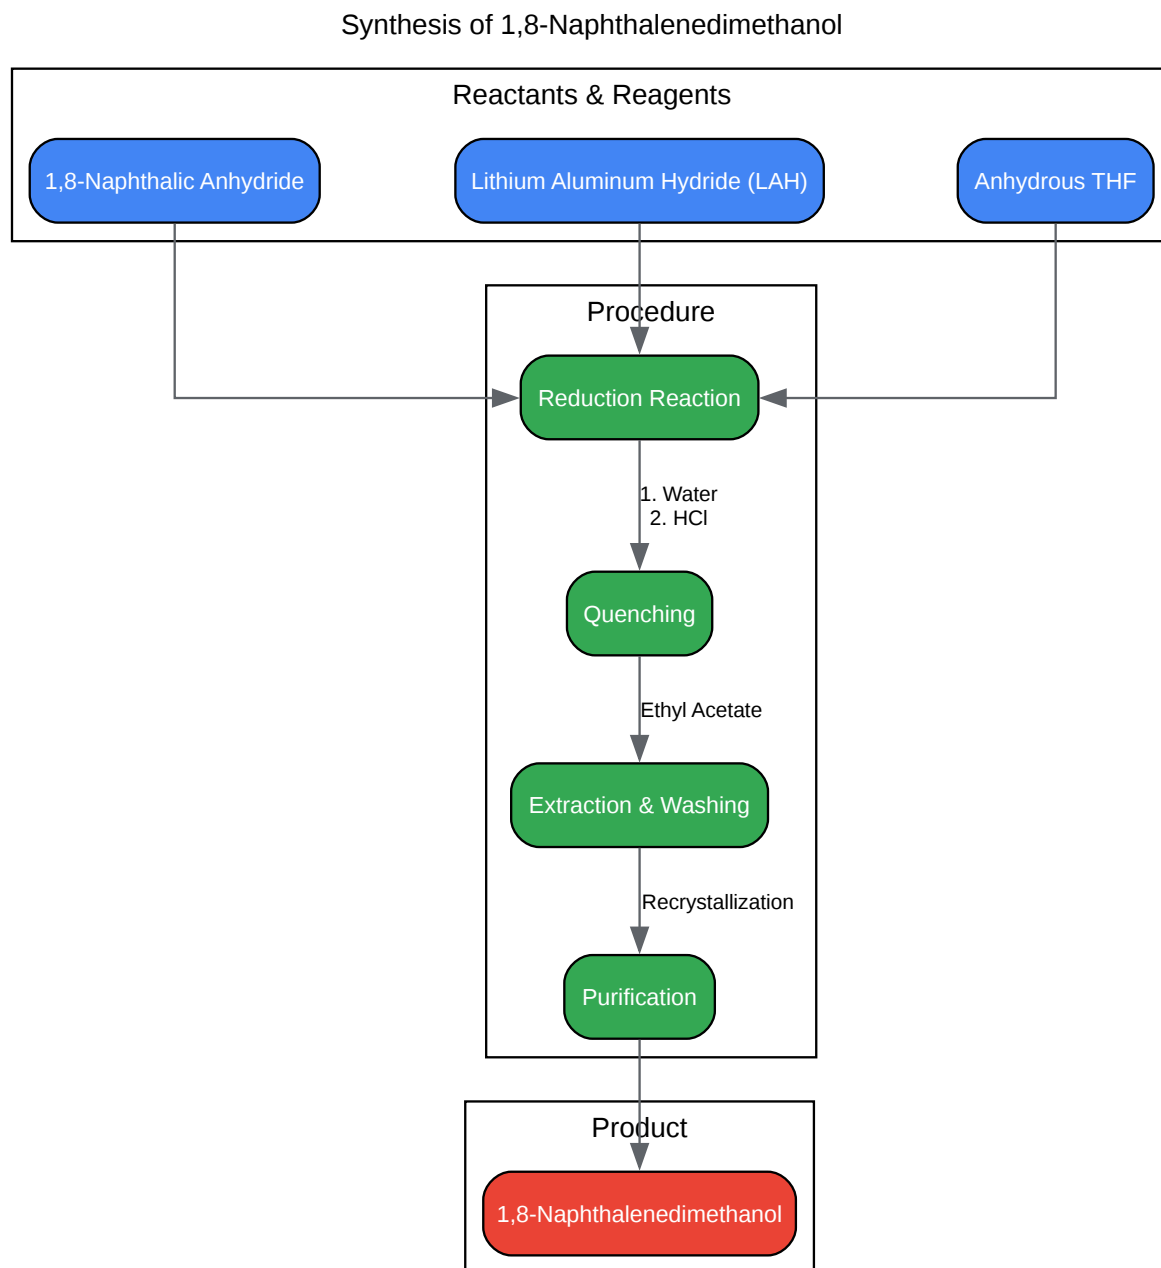 Synthesis of 1,8-Naphthalenedimethanol
Reactants & Reagents
1,8-Naphthalic Anhydride
Lithium Aluminum Hydride (LAH)
Anhydrous THF
Procedure
Reduction Reaction
1. Water
2. HCl
Quenching
Ethyl Acetate
Extraction & Washing
Recrystallization
Purification
Product
1,8-Naphthalenedimethanol